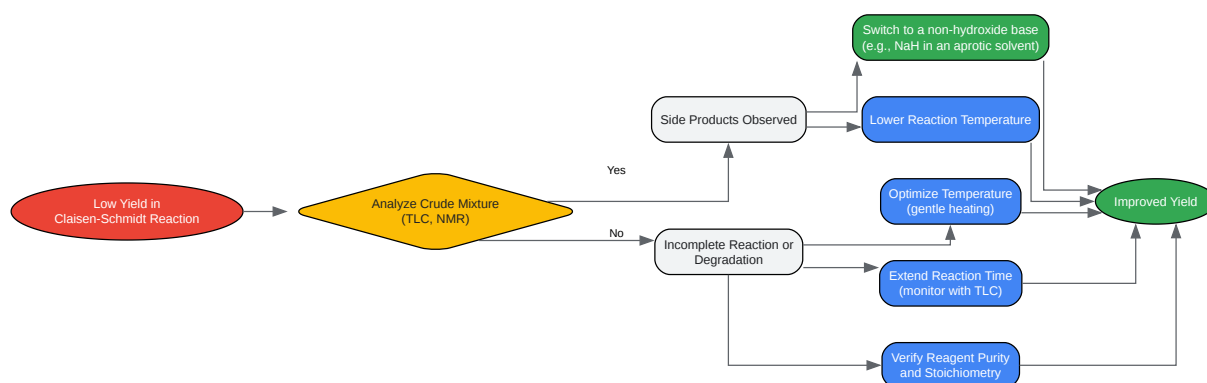 Low Yield in
Claisen-Schmidt Reaction
Analyze Crude Mixture
(TLC, NMR)
Yes
No
Side Products Observed
Incomplete Reaction or
Degradation
Switch to a non-hydroxide base
(e.g., NaH in an aprotic solvent)
Lower Reaction Temperature
Optimize Temperature
(gentle heating)
Extend Reaction Time
(monitor with TLC)
Verify Reagent Purity
and Stoichiometry
Improved Yield